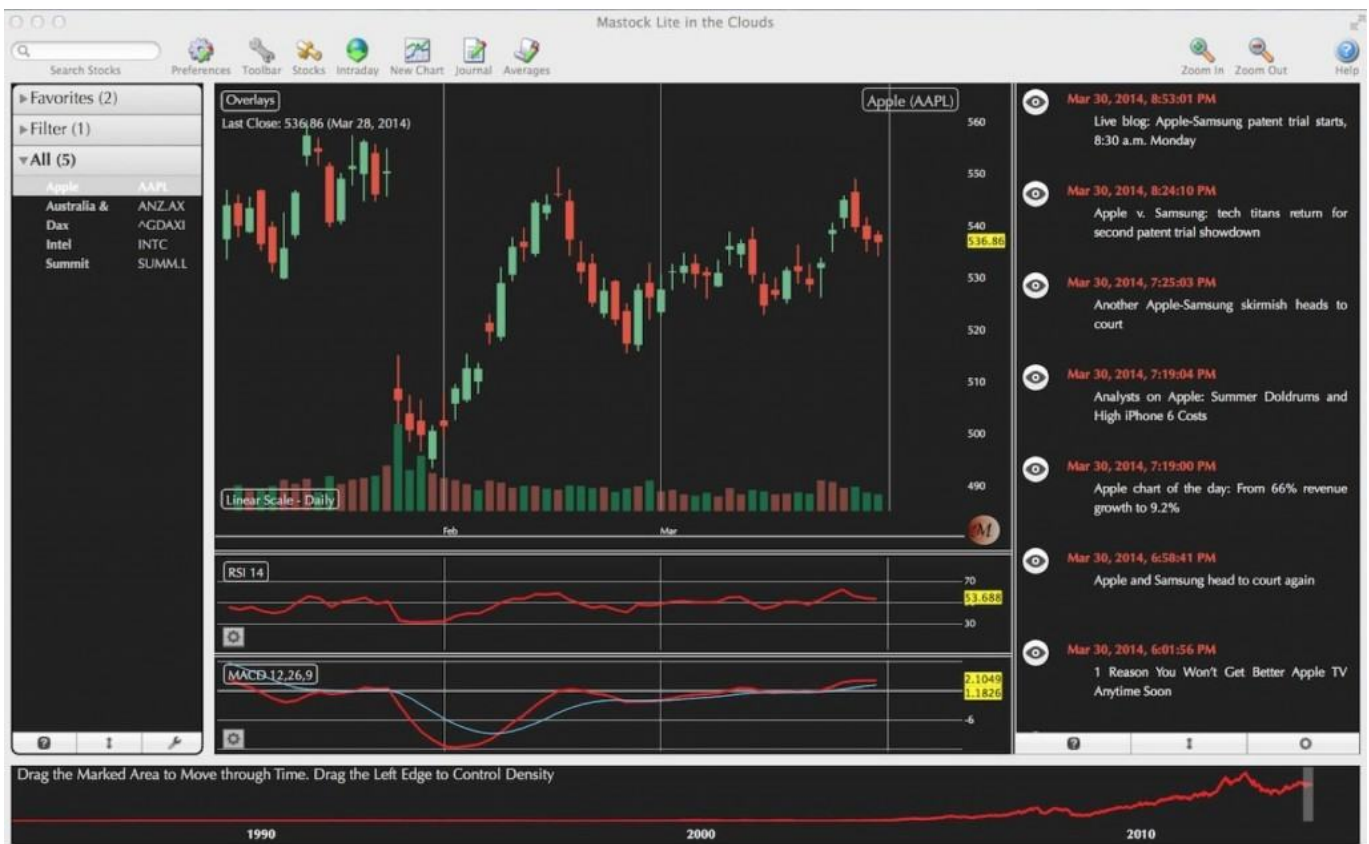 Mastock Lite in the Clouds
Search Stocks
Preferences
Toolbar
Stocks
Intraday
New Chart
Journal
Averages
Zoom In
Zoom Out
Help
Favorites (2)
Filter (1)
All (5)
Apple AAPL
Australia & ANZ.AX
Dax ^GDAXI
Intel INTC
Summit SUMM.L
Overlays
Apple (AAPL)
Last Close: 536.86 (Mar 28, 2014)
560
550
540
536.86
530
520
510
500
490
Linear Scale - Daily
Feb
Mar
M
RSI 14
70
53.688
30
MACD 12,26,9
2.1049
1.1826
-6
Mar 30, 2014, 8:53:01 PM
Live blog: Apple-Samsung patent trial starts,
8:30 a.m. Monday
Mar 30, 2014, 8:24:10 PM
Apple v. Samsung: tech titans return for
second patent trial showdown
Mar 30, 2014, 7:25:03 PM
Another Apple-Samsung skirmish heads to
court
Mar 30, 2014, 7:19:04 PM
Analysts on Apple: Summer Doldrums and
High iPhone 6 Costs
Mar 30, 2014, 7:19:00 PM
Apple chart of the day: From 66% revenue
growth to 9.2%
Mar 30, 2014, 6:58:41 PM
Apple and Samsung head to court again
Mar 30, 2014, 6:01:56 PM
1 Reason You Won't Get Better Apple TV
Anytime Soon
Drag the Marked Area to Move through Time. Drag the Left Edge to Control Density
1990
2000
2010